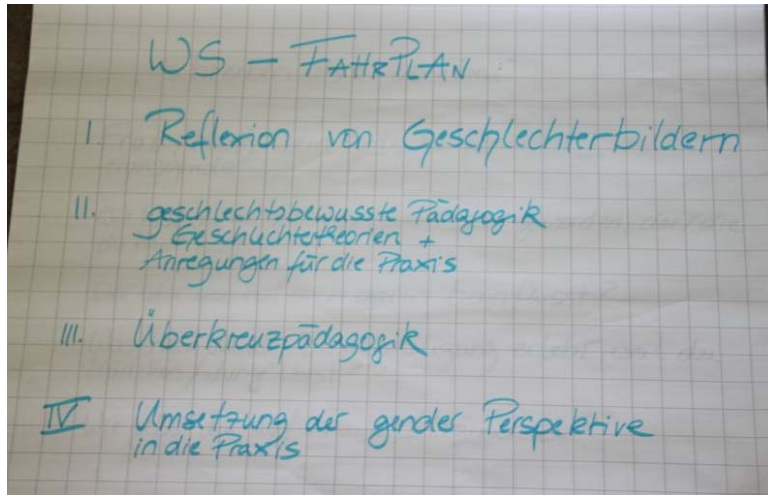 WS – FAHRPLAN
I. Reflexion von Geschlechterbildern
II. geschlechtsbewusste Pädagogik
Geschlechtertheorien +
Anregungen für die Praxis
III. Überkreuzpädagogik
IV Umsetzung der gender Perspektive
in die Praxis